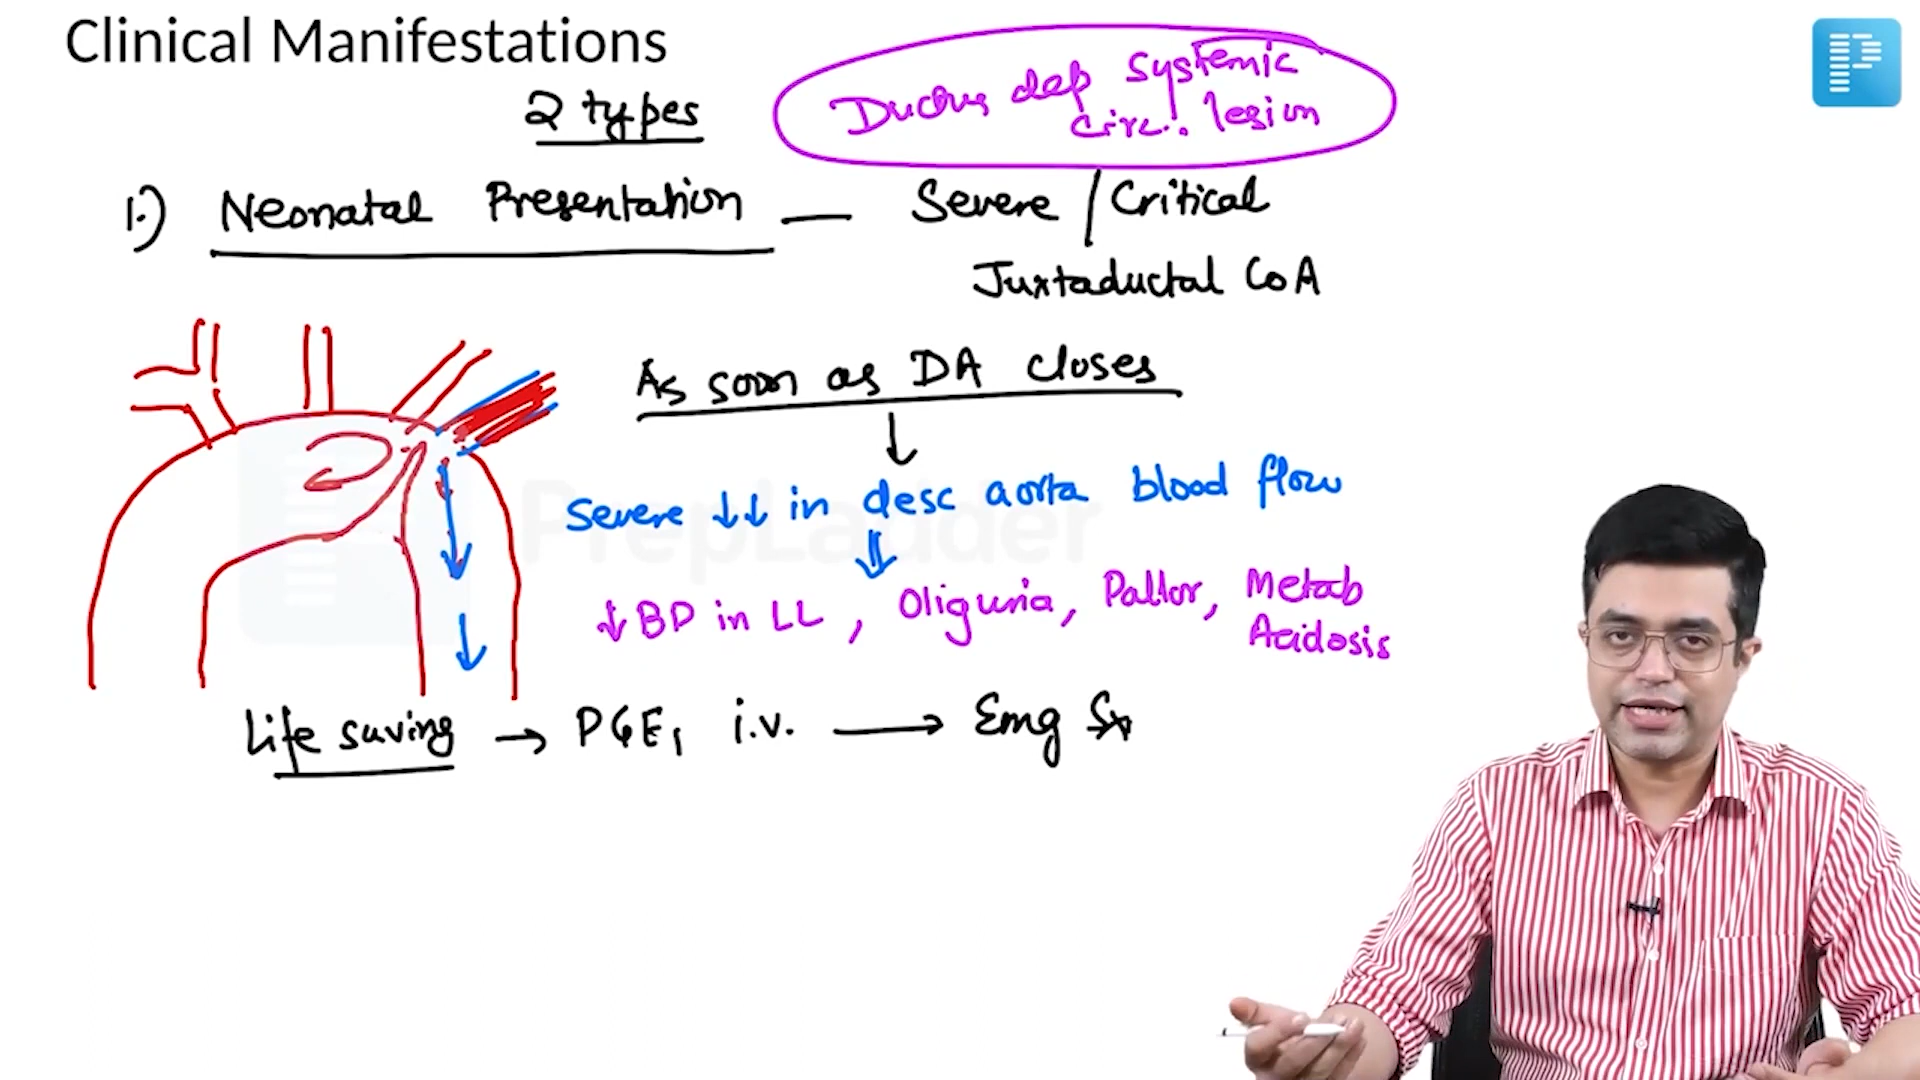 Clinical Manifestations
2 types
Ductus dep systemic
circ. lesion
1.) Neonatal Presentation — Severe / Critical
Juxtaductal CoA
As soon as DA closes
↓
Severe ↓↓ in desc aorta blood flow
⇓
↓BP in LL, Oliguria, Pallor, Metab
Acidosis
Life saving → PGE1 i.v. → Emg Sx
PrepLadder